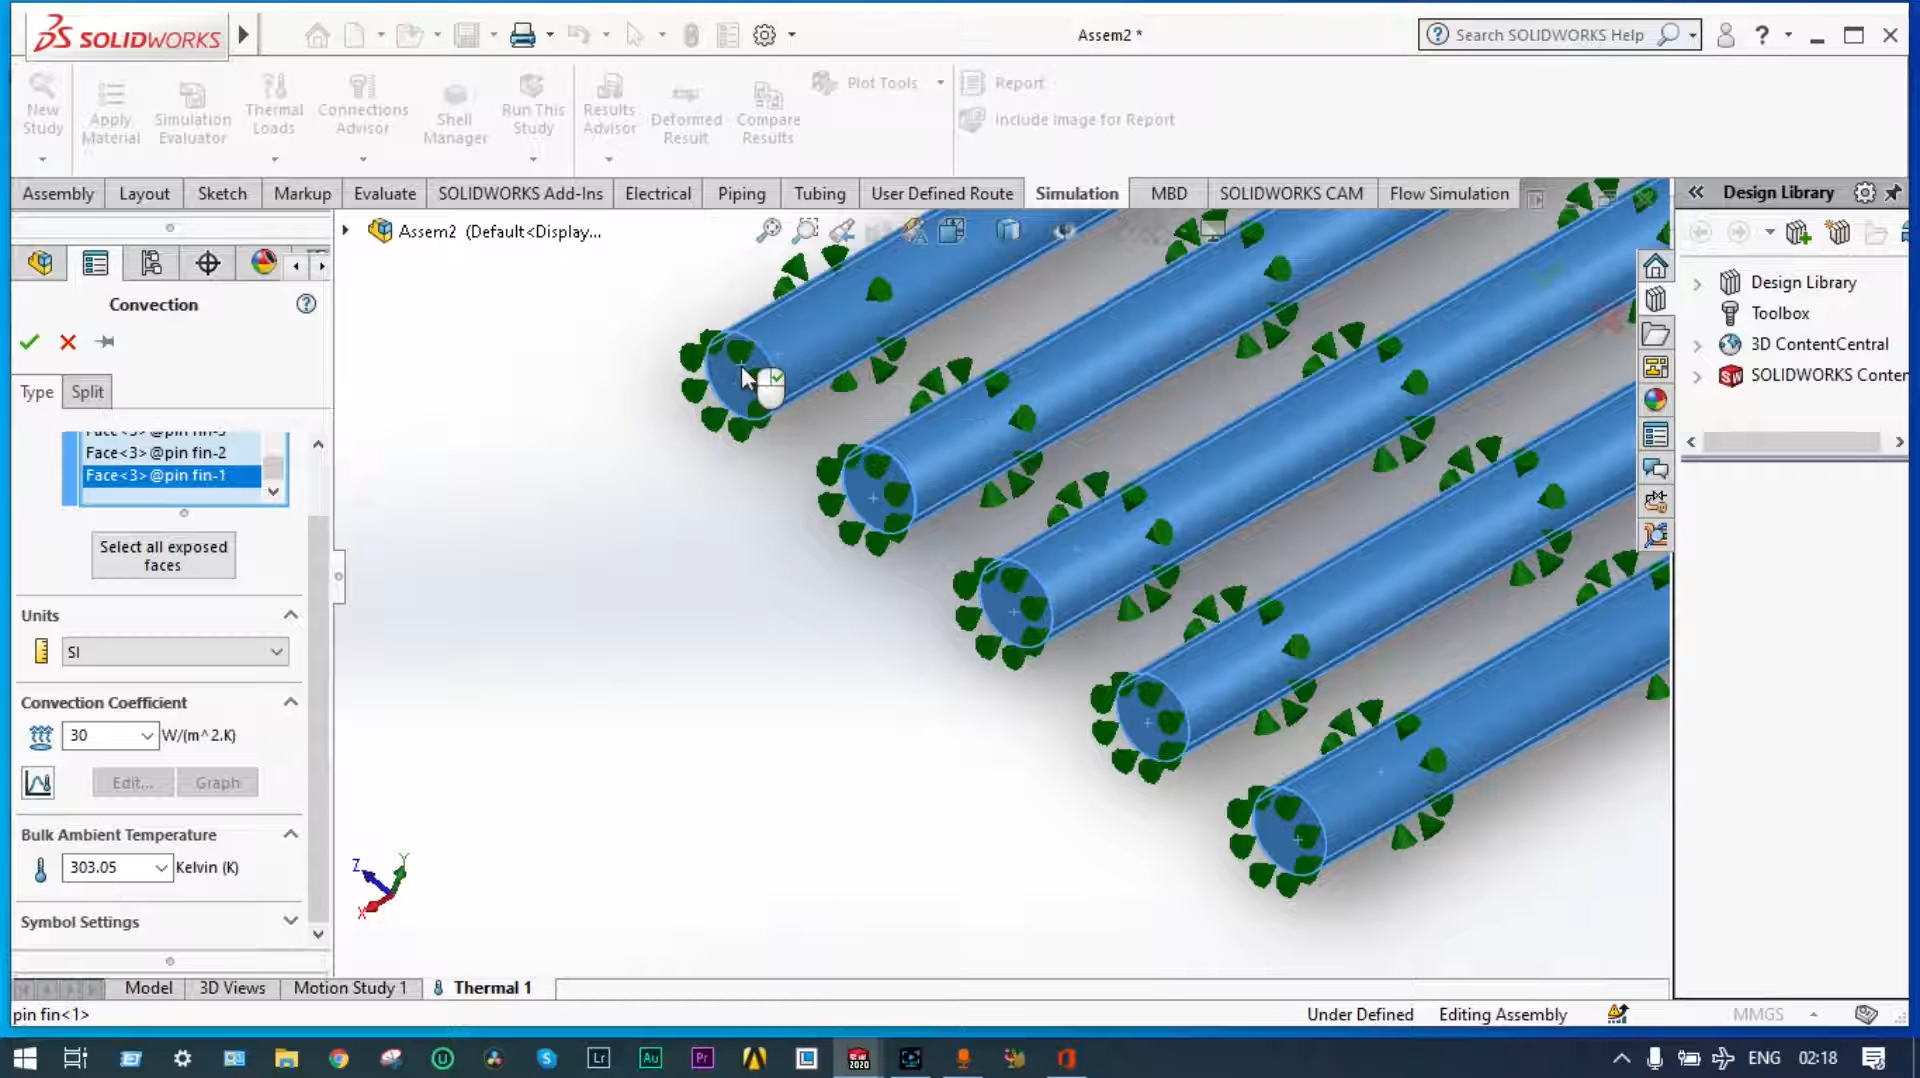 SOLIDWORKS
Assem2 *
Search SOLIDWORKS Help
New Study
Apply Material
Simulation Evaluator
Thermal Loads
Connections Advisor
Shell Manager
Run This Study
Results Advisor
Deformed Result
Compare Results
Plot Tools
Report
Include Image for Report
Assembly
Layout
Sketch
Markup
Evaluate
SOLIDWORKS Add-Ins
Electrical
Piping
Tubing
User Defined Route
Simulation
MBD
SOLIDWORKS CAM
Flow Simulation
Design Library
Assem2 (Default<Display...
Convection
Type
Split
Face<3>@pin fin-2
Face<3>@pin fin-1
Select all exposed
faces
Units
SI
Convection Coefficient
30
W/(m^2.K)
Edit...
Graph
Bulk Ambient Temperature
303.05
Kelvin (K)
Symbol Settings
Z
Y
X
Design Library
Toolbox
3D ContentCentral
SOLIDWORKS Conter
Model
3D Views
Motion Study 1
Thermal 1
pin fin<1>
Under Defined
Editing Assembly
MMGS
Lr
Au
Pr
SW
2020
ENG
02:18